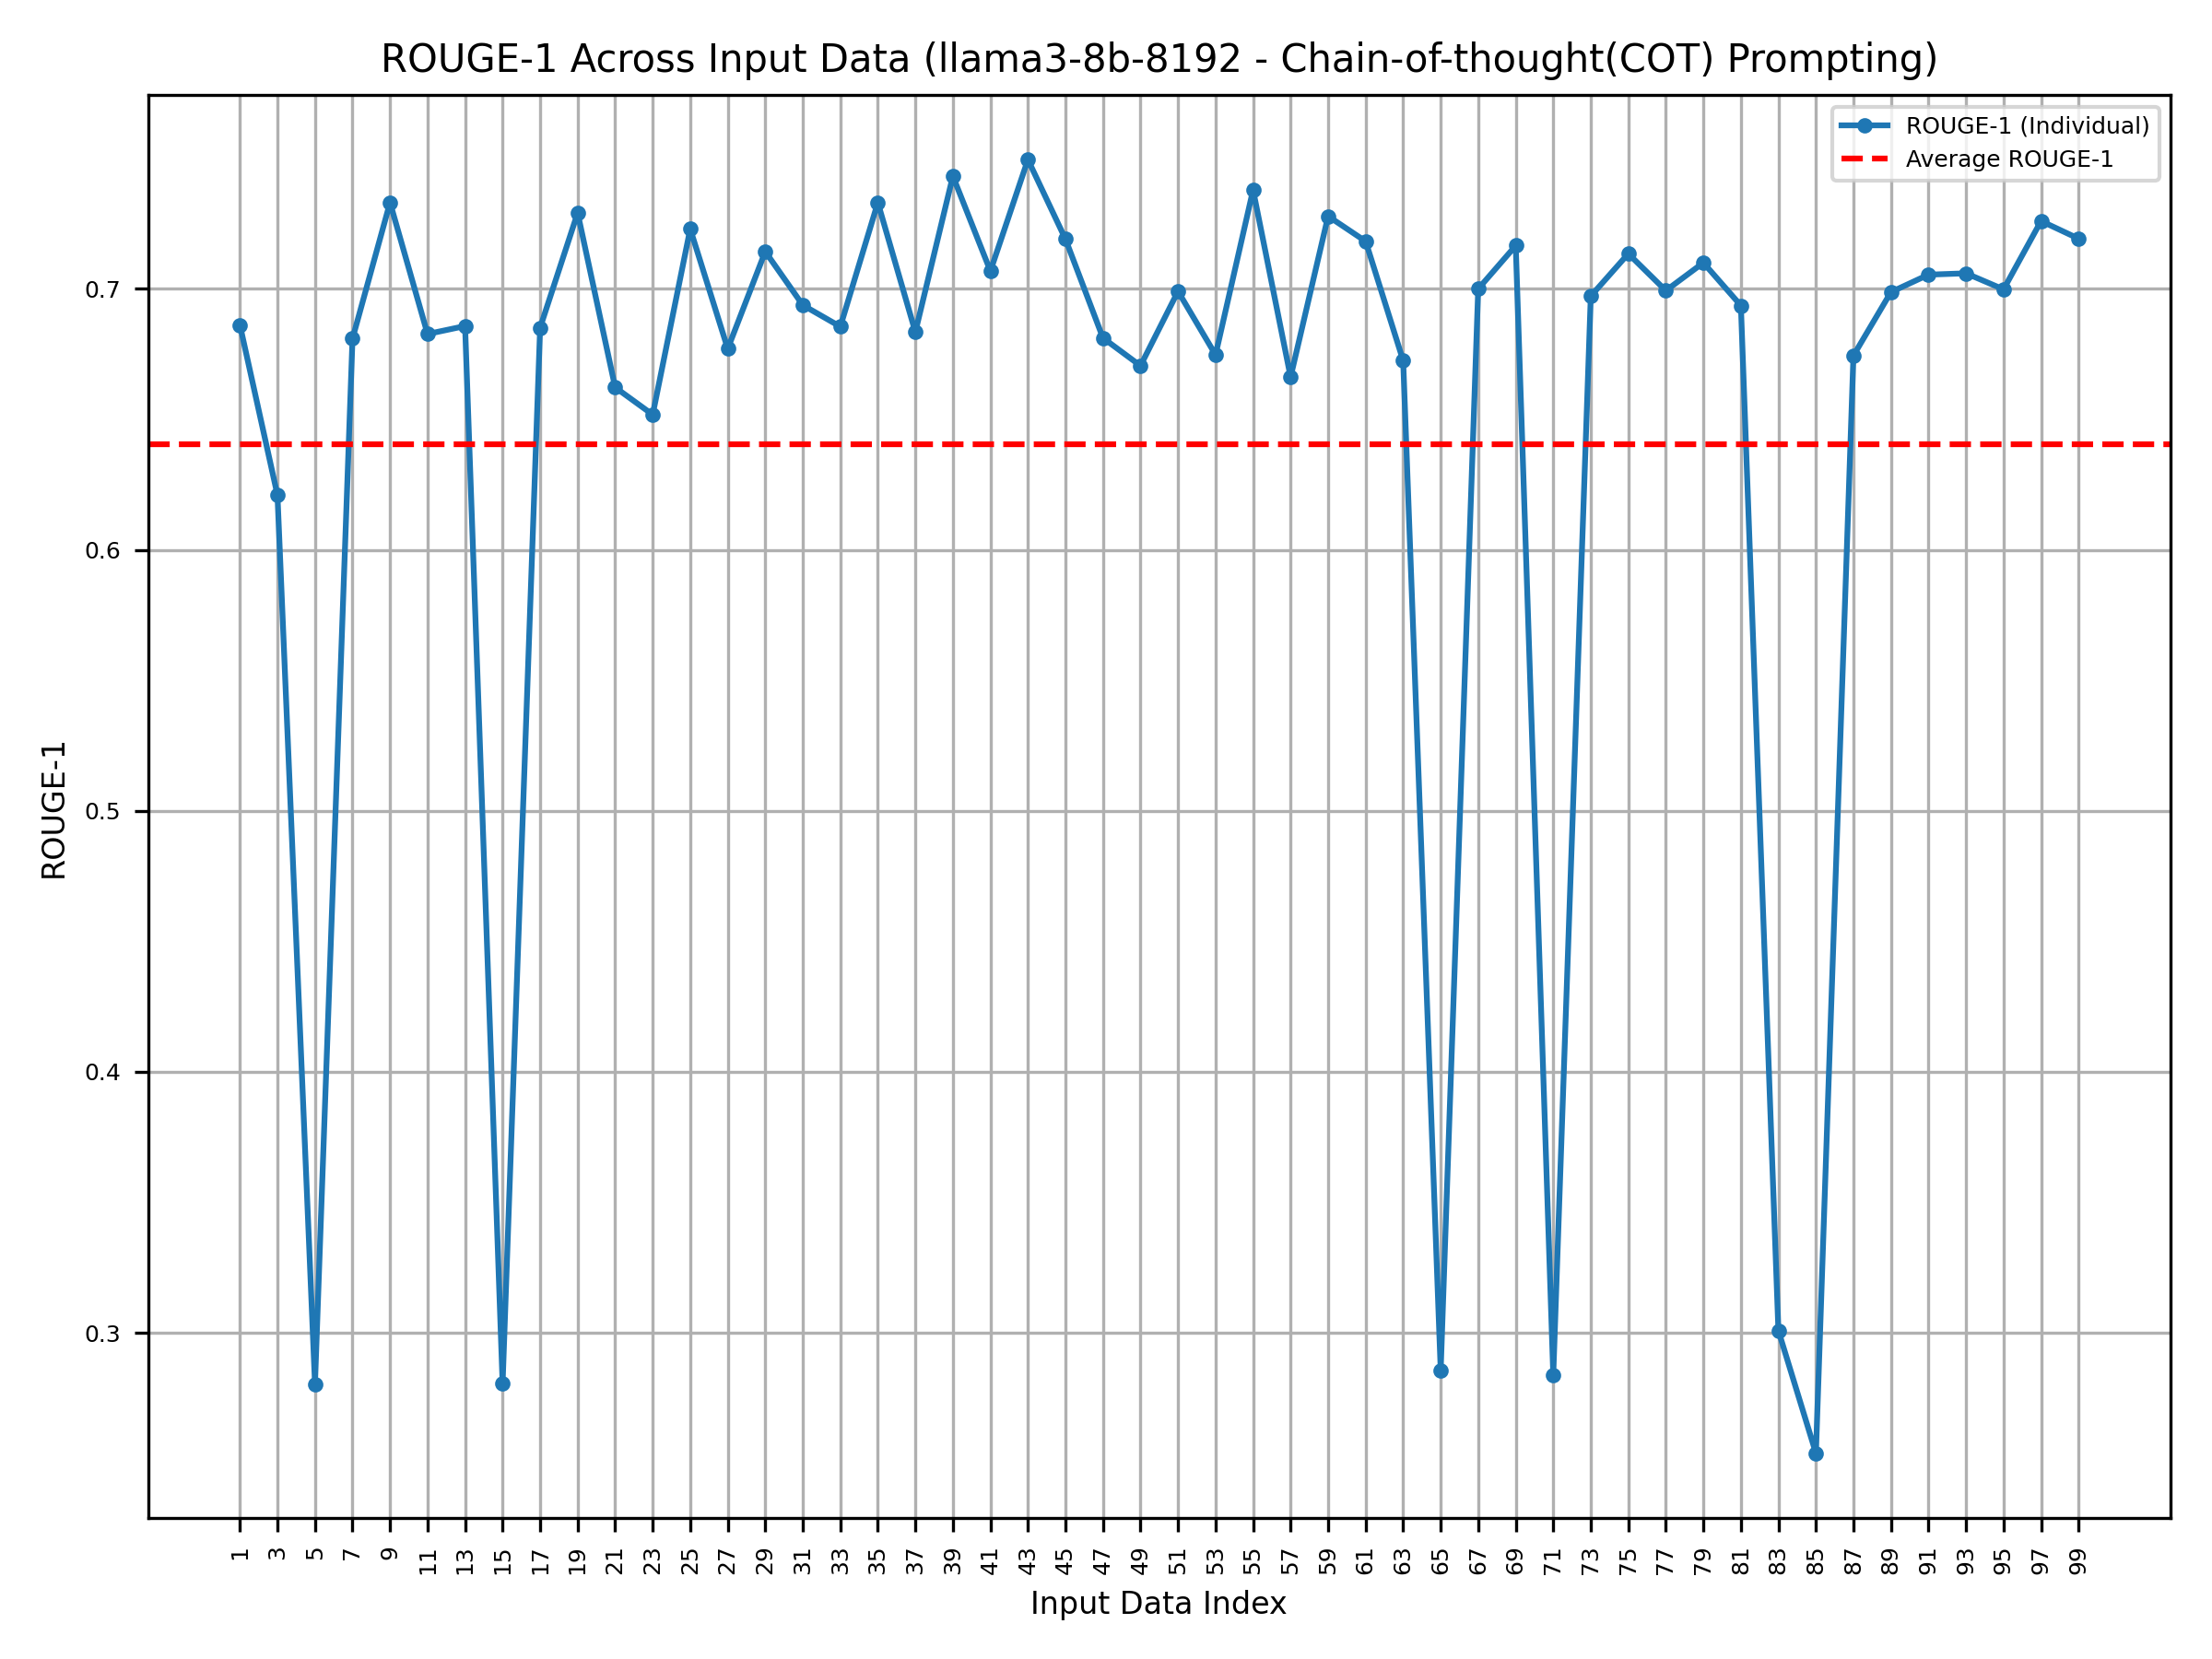 ROUGE-1 Across Input Data (llama3-8b-8192 - Chain-of-thought(COT) Prompting)
ROUGE-1 (Individual)
Average ROUGE-1
0.7
0.6
0.5
0.4
0.3
ROUGE-1
1 3 5 7 9 11 13 15 17 19 21 23 25 27 29 31 33 35 37 39 41 43 45 47 49 51 53 55 57 59 61 63 65 67 69 71 73 75 77 79 81 83 85 87 89 91 93 95 97 99
Input Data Index